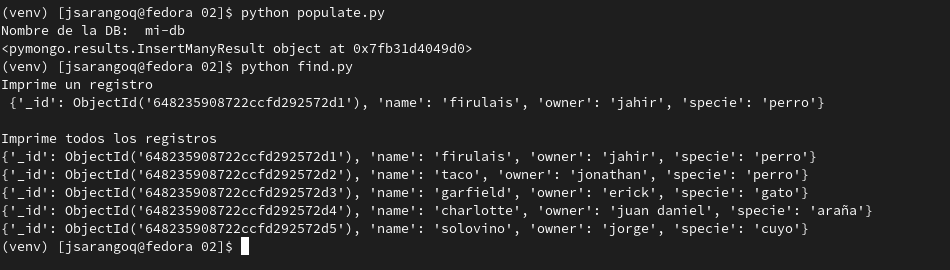 (venv) [jsarangoq@fedora 02]$ python populate.py
Nombre de la DB:  mi-db
<pymongo.results.InsertManyResult object at 0x7fb31d4049d0>
(venv) [jsarangoq@fedora 02]$ python find.py
Imprime un registro
 {'_id': ObjectId('648235908722ccfd292572d1'), 'name': 'firulais', 'owner': 'jahir', 'specie': 'perro'}

Imprime todos los registros
{'_id': ObjectId('648235908722ccfd292572d1'), 'name': 'firulais', 'owner': 'jahir', 'specie': 'perro'}
{'_id': ObjectId('648235908722ccfd292572d2'), 'name': 'taco', 'owner': 'jonathan', 'specie': 'perro'}
{'_id': ObjectId('648235908722ccfd292572d3'), 'name': 'garfield', 'owner': 'erick', 'specie': 'gato'}
{'_id': ObjectId('648235908722ccfd292572d4'), 'name': 'charlotte', 'owner': 'juan daniel', 'specie': 'araña'}
{'_id': ObjectId('648235908722ccfd292572d5'), 'name': 'solovino', 'owner': 'jorge', 'specie': 'cuyo'}
(venv) [jsarangoq@fedora 02]$